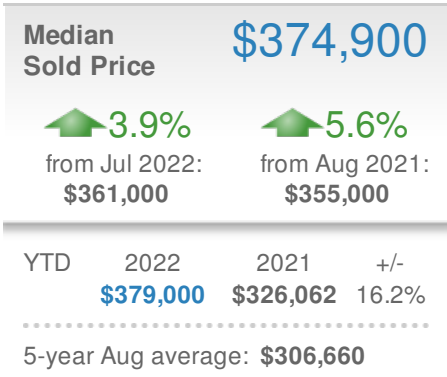 Median $374,900
Sold Price
3.9% 5.6%
from Jul 2022: from Aug 2021:
$361,000 $355,000
YTD 2022 2021 +/-
$379,000 $326,062 16.2%
5-year Aug average: $306,660